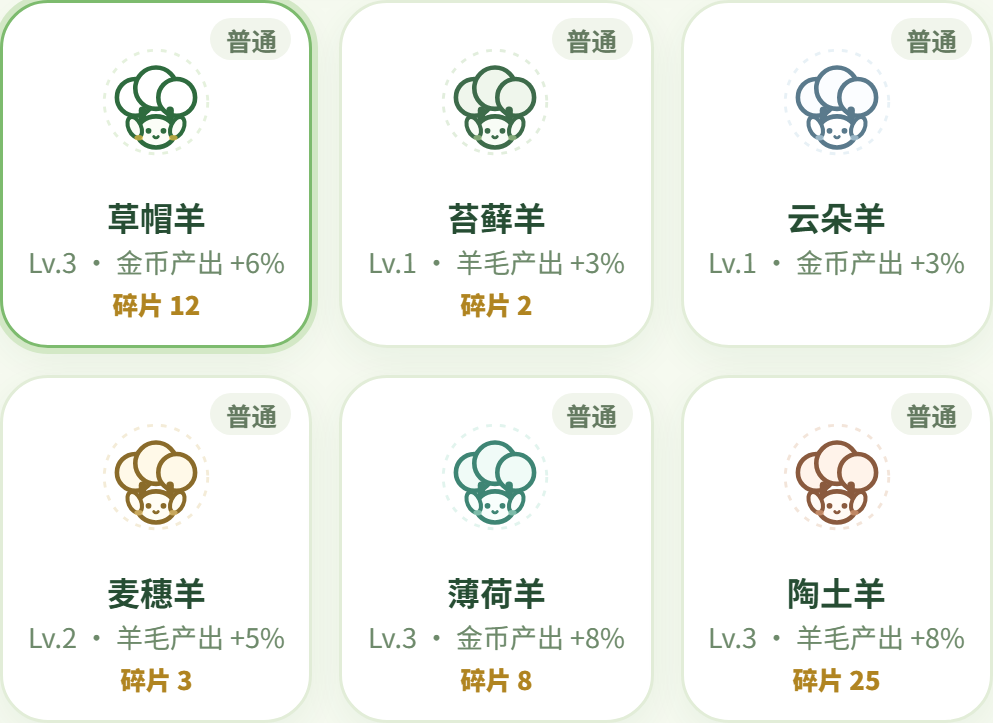 普通
草帽羊
Lv.3 · 金币产出 +6%
碎片 12
普通
苔藓羊
Lv.1 · 羊毛产出 +3%
碎片 2
普通
云朵羊
Lv.1 · 金币产出 +3%
普通
麦穗羊
Lv.2 · 羊毛产出 +5%
碎片 3
普通
薄荷羊
Lv.3 · 金币产出 +8%
碎片 8
普通
陶土羊
Lv.3 · 羊毛产出 +8%
碎片 25